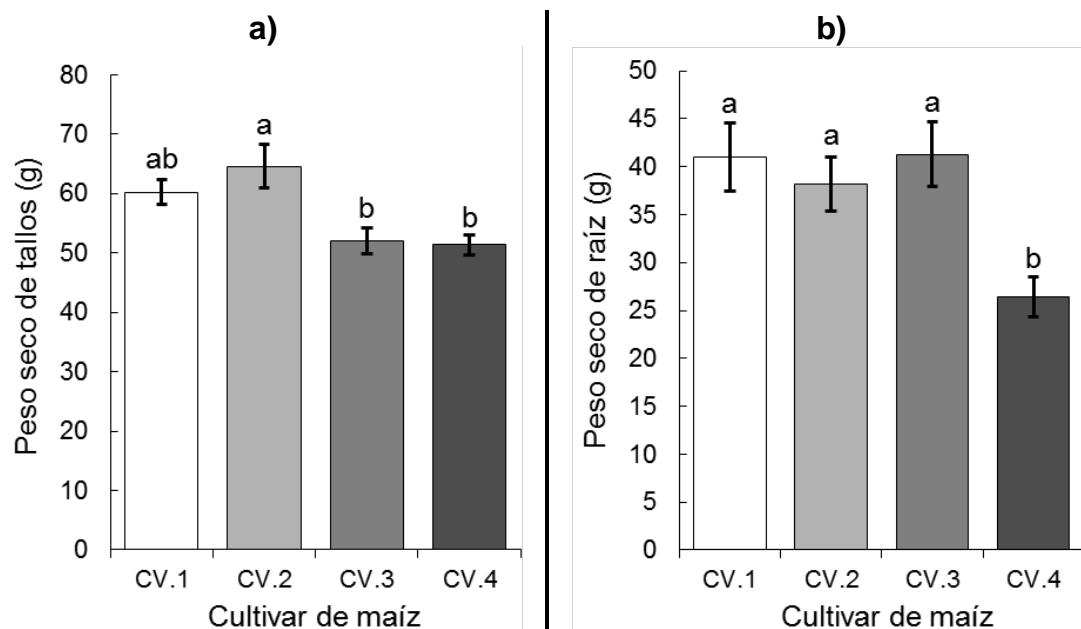 a)
Peso seco de tallos (g)
80
70
60
50
40
30
20
10
0
ab
a
b
b
CV.1 CV.2 CV.3 CV.4
Cultivar de maíz
b)
Peso seco de raíz (g)
50
45
40
35
30
25
20
15
10
5
0
a
a
a
b
CV.1 CV.2 CV.3 CV.4
Cultivar de maíz